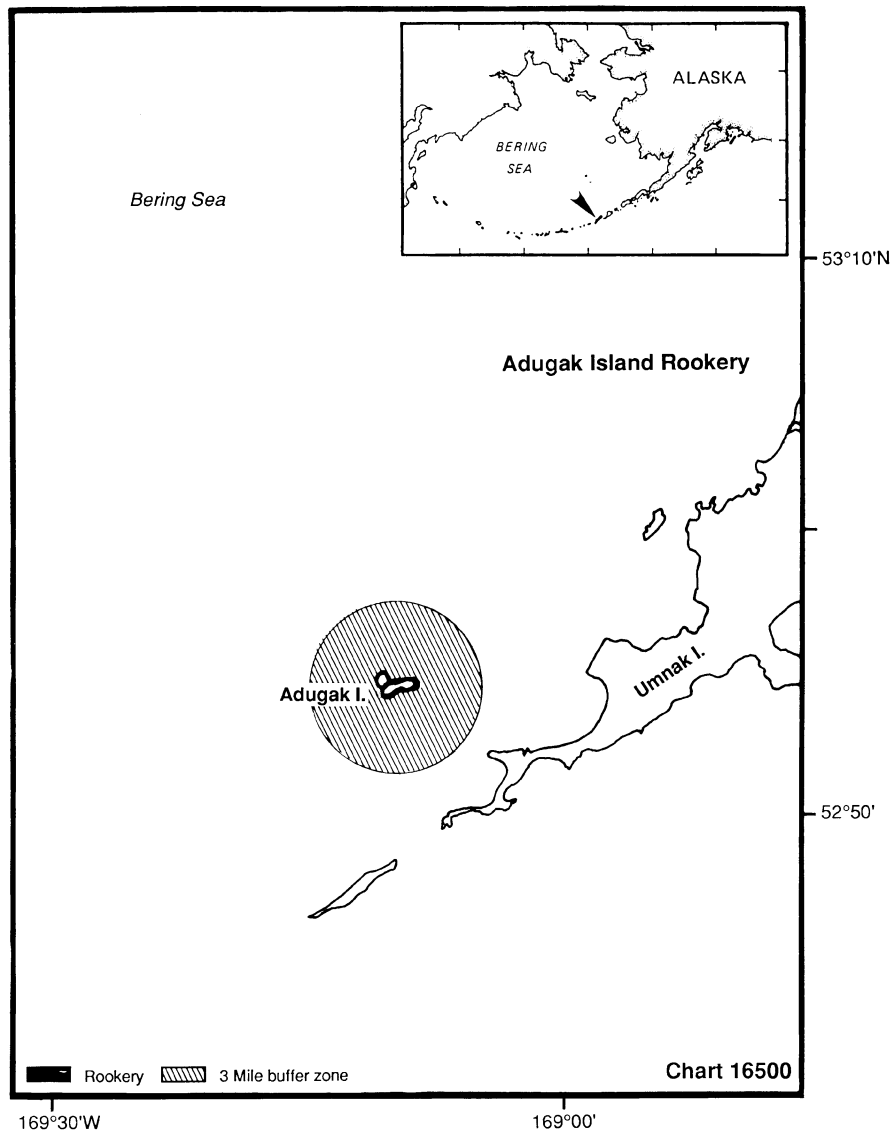 ALASKA
BERING
SEA
Bering Sea
53°10'N
Adugak Island Rookery
Umnak I.
Adugak I.
52°50'
Rookery
3 Mile buffer zone
Chart 16500
169°30'W
169°00'